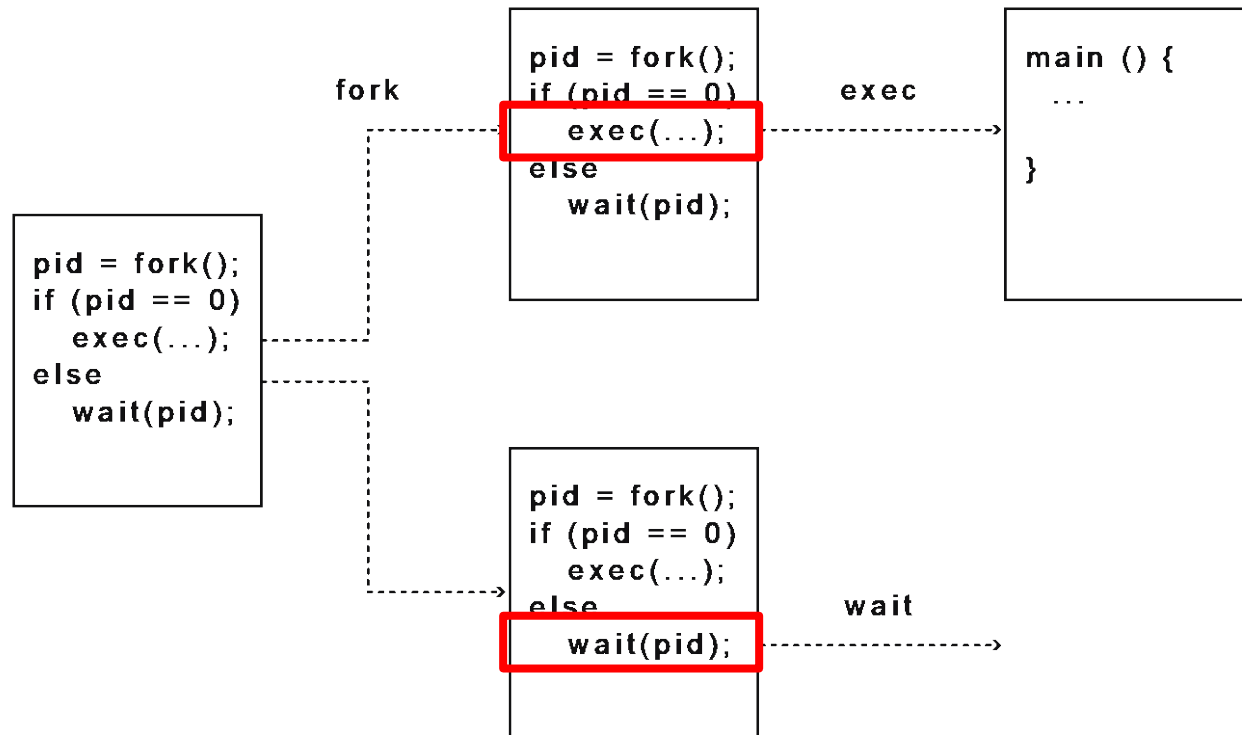 pid = fork();
if (pid == 0)
exec(...);
else
wait(pid);
fork
pid = fork();
if (pid == 0)
exec(...);
else
wait(pid);
exec
main () {
...
}
pid = fork();
if (pid == 0)
exec(...);
else
wait(pid);
wait